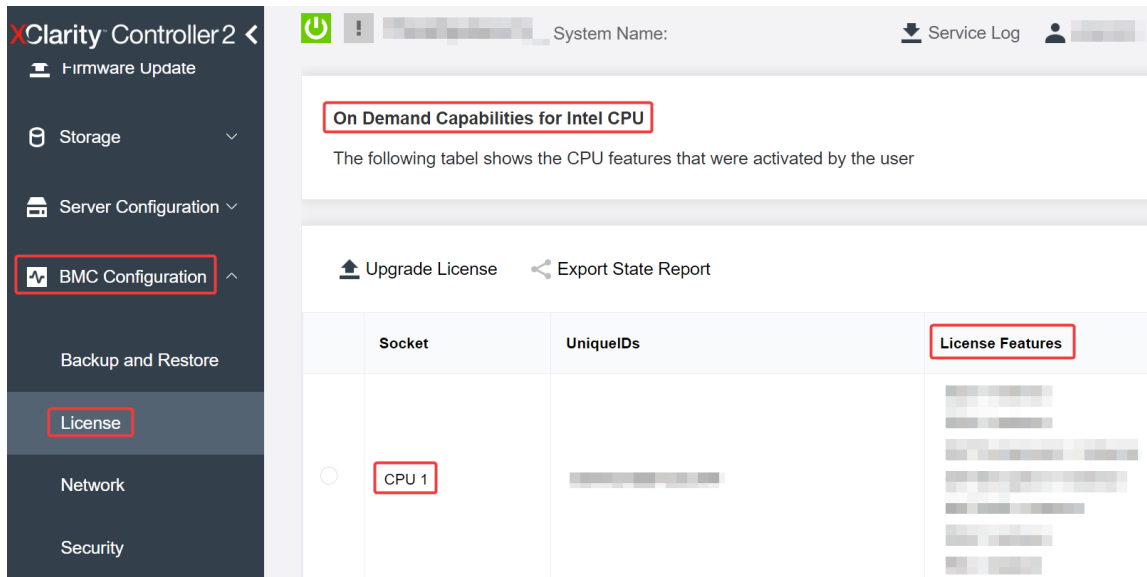 XClarity Controller 2
Firmware Update
Storage
Server Configuration
BMC Configuration
Backup and Restore
License
Network
Security
System Name:
Service Log
On Demand Capabilities for Intel CPU
The following tabel shows the CPU features that were activated by the user
Upgrade License
Export State Report
Socket
UniqueIDs
License Features
CPU 1